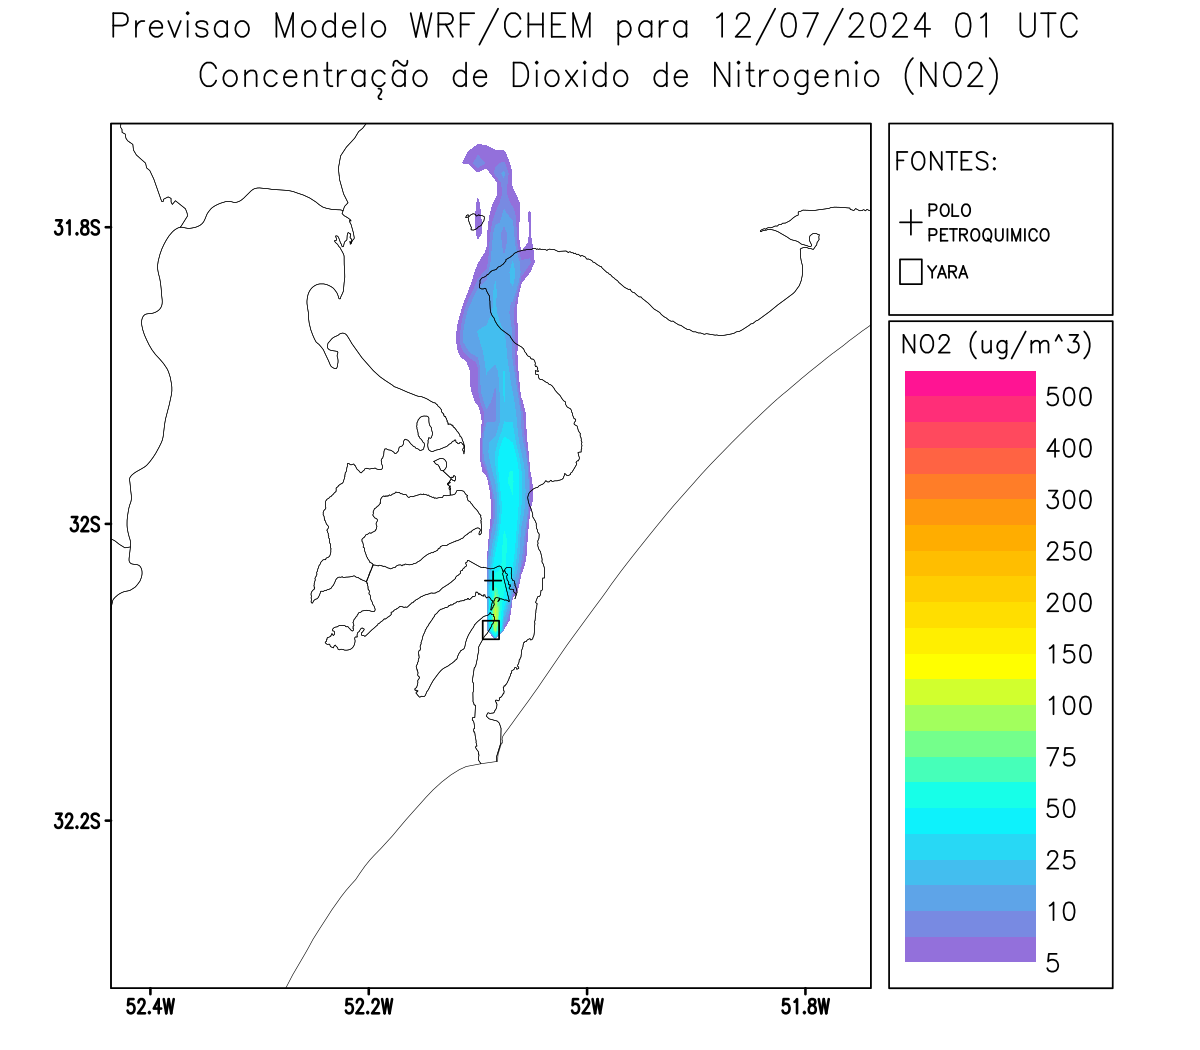 Previsao Modelo WRF/CHEM para 12/07/2024 01 UTC
Concentração de Dioxido de Nitrogenio (NO2)
FONTES:
POLO
PETROQUIMICO
YARA
NO2 (ug/m^3)
500
400
300
250
200
150
100
75
50
25
10
5
31.8S
32S
32.2S
52.4W
52.2W
52W
51.8W